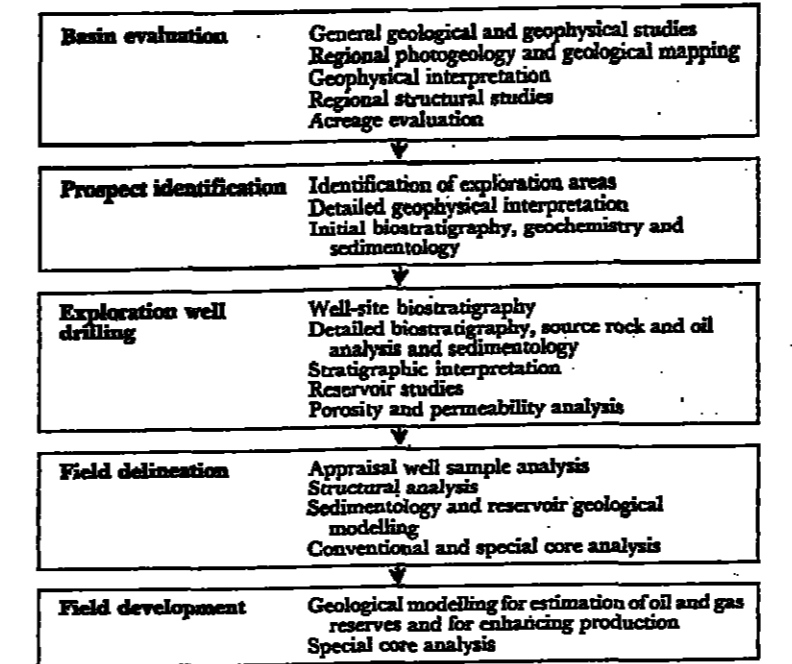 Basin evaluation
General geological and geophysical studies
Regional photogeology and geological mapping
Geophysical interpretation
Regional structural studies
Acreage evaluation
Prospect identification
Identification of exploration areas
Detailed geophysical interpretation
Initial biostratigraphy, geochemistry and
sedimentology
Exploration well
drilling
Well-site biostratigraphy
Detailed biostratigraphy, source rock and oil
analysis and sedimentology
Stratigraphic interpretation
Reservoir studies
Porosity and permeability analysis
Field delineation
Appraisal well sample analysis
Structural analysis
Sedimentology and reservoir geological
modelling
Conventional and special core analysis
Field development
Geological modelling for estimation of oil and gas
reserves and for enhancing production
Special core analysis